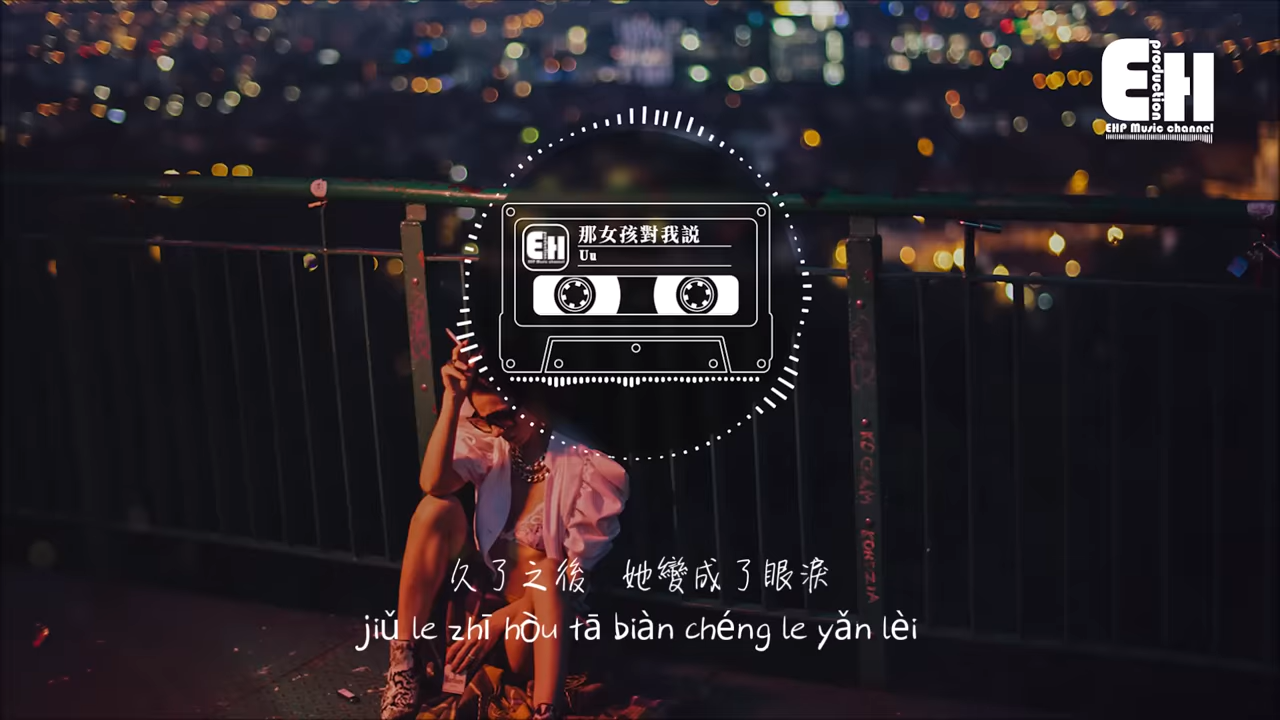 EH
production
EHP Music channel
那女孩對我説
Uu
久了之後 她變成了眼淚
jiǔ le zhī hòu tā biàn chéng le yǎn lèi